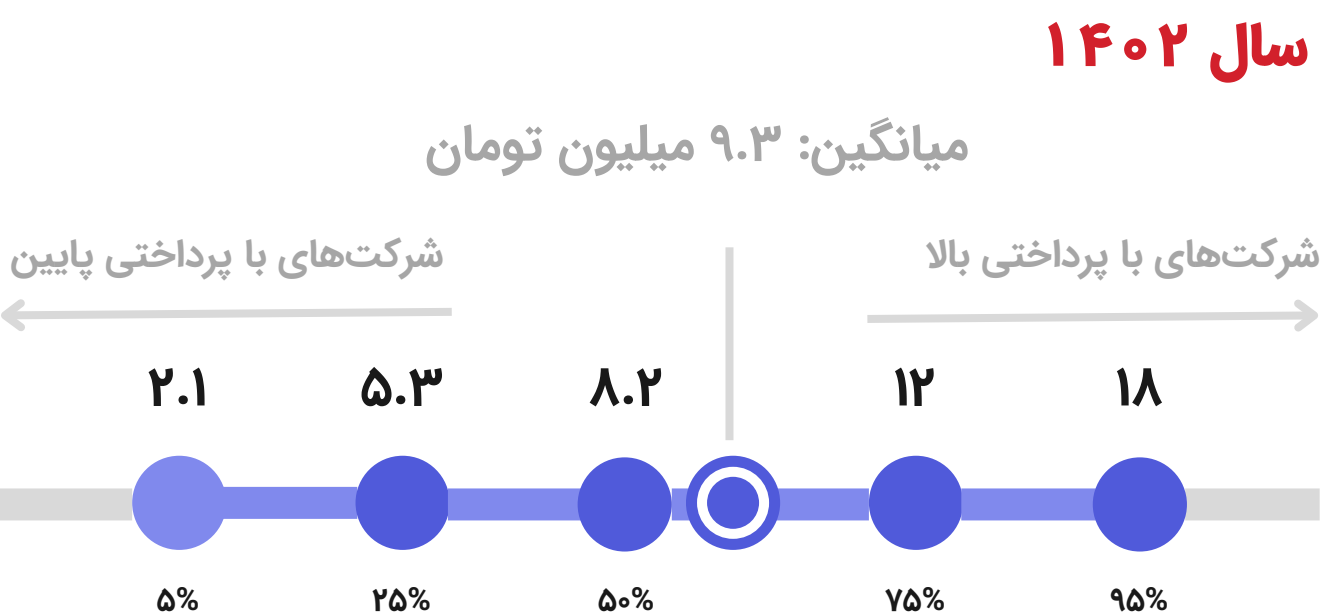 سال ۱۴۰۲
میانگین: ۹.۳ میلیون تومان
شرکت‌های با پرداختی بالا
شرکت‌های با پرداختی پایین
۲.۱ ۵.۳ ۸.۲ ۱۲ ۱۸
۵% ۲۵% ۵۰% ۷۵% ۹۵%